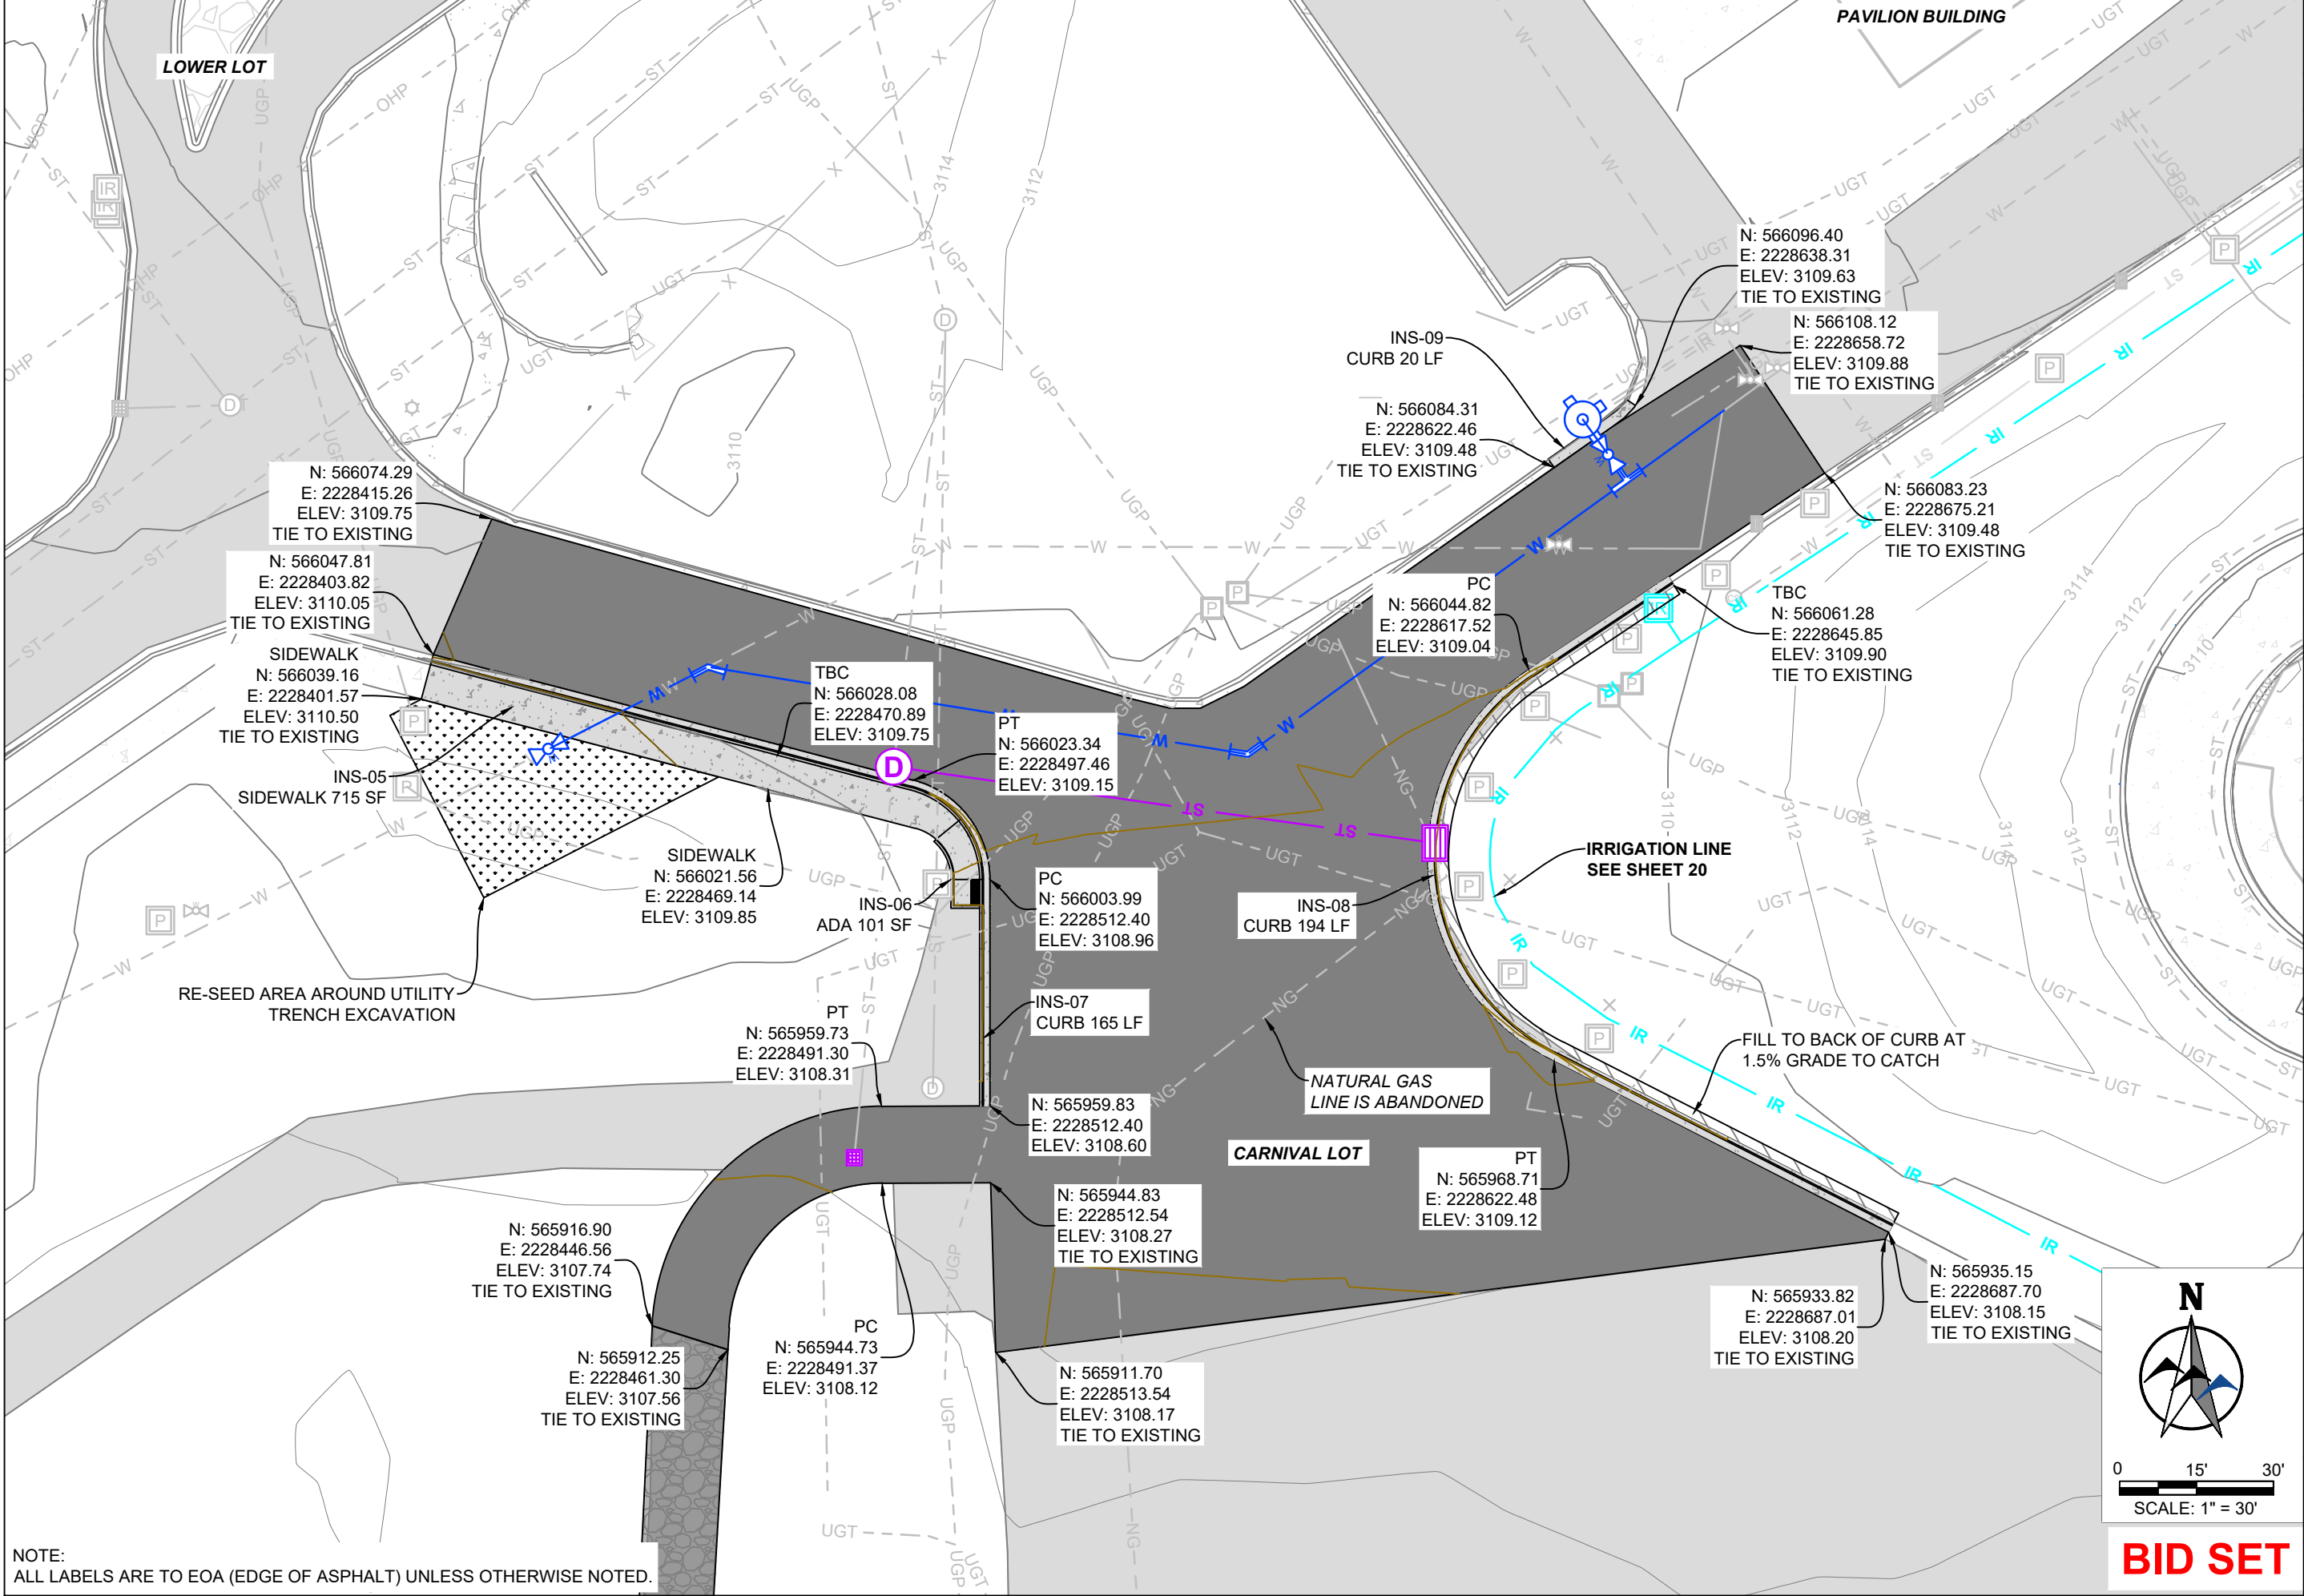 PAVILION BUILDING
LOWER LOT
N: 566096.40
E: 2228638.31
ELEV: 3109.63
TIE TO EXISTING
N: 566108.12
E: 2228658.72
ELEV: 3109.88
TIE TO EXISTING
INS-09
CURB 20 LF
N: 566084.31
E: 2228622.46
ELEV: 3109.48
TIE TO EXISTING
N: 566074.29
E: 2228415.26
ELEV: 3109.75
TIE TO EXISTING
N: 566083.23
E: 2228675.21
ELEV: 3109.48
TIE TO EXISTING
N: 566047.81
E: 2228403.82
ELEV: 3110.05
TIE TO EXISTING
PC
N: 566044.82
E: 2228617.52
ELEV: 3109.04
TBC
N: 566061.28
E: 2228645.85
ELEV: 3109.90
TIE TO EXISTING
SIDEWALK
N: 566039.16
E: 2228401.57
ELEV: 3110.50
TIE TO EXISTING
TBC
N: 566028.08
E: 2228470.89
ELEV: 3109.75
PT
N: 566023.34
E: 2228497.46
ELEV: 3109.15
INS-05
SIDEWALK 715 SF
SIDEWALK
N: 566021.56
E: 2228469.14
ELEV: 3109.85
IRRIGATION LINE
SEE SHEET 20
INS-06
ADA 101 SF
PC
N: 566003.99
E: 2228512.40
ELEV: 3108.96
INS-08
CURB 194 LF
RE-SEED AREA AROUND UTILITY
TRENCH EXCAVATION
INS-07
CURB 165 LF
PT
N: 565959.73
E: 2228491.30
ELEV: 3108.31
FILL TO BACK OF CURB AT
1.5% GRADE TO CATCH
NATURAL GAS
LINE IS ABANDONED
N: 565959.83
E: 2228512.40
ELEV: 3108.60
CARNIVAL LOT
PT
N: 565968.71
E: 2228622.48
ELEV: 3109.12
N: 565944.83
E: 2228512.54
ELEV: 3108.27
TIE TO EXISTING
N: 565916.90
E: 2228446.56
ELEV: 3107.74
TIE TO EXISTING
N: 565935.15
E: 2228687.70
ELEV: 3108.15
TIE TO EXISTING
N: 565933.82
E: 2228687.01
ELEV: 3108.20
TIE TO EXISTING
PC
N: 565944.73
E: 2228491.37
ELEV: 3108.12
N: 565912.25
E: 2228461.30
ELEV: 3107.56
TIE TO EXISTING
N: 565911.70
E: 2228513.54
ELEV: 3108.17
TIE TO EXISTING
N
0 15' 30'
SCALE: 1" = 30'
BID SET
NOTE:
ALL LABELS ARE TO EOA (EDGE OF ASPHALT) UNLESS OTHERWISE NOTED.
D
3114
3112
3110
3110
3112
3114
3112
3110